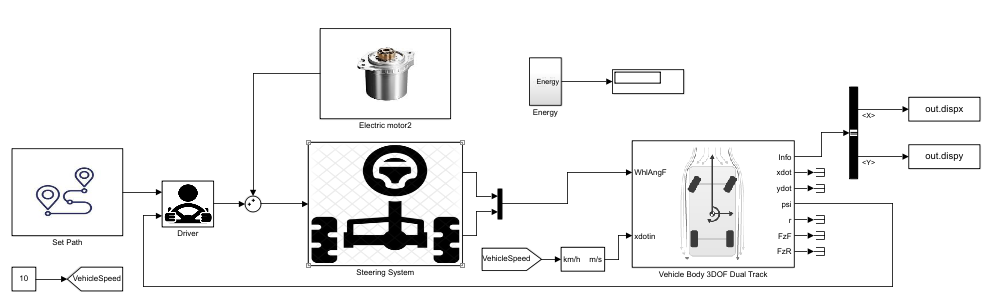 Electric motor2
Energy
Energy
out.dispx
<X>
out.dispy
<Y>
Set Path
Driver
+
+
Steering System
WhlAngF
xdotin
Info
xdot
ydot
psi
r
FzF
FzR
Vehicle Body 3DOF Dual Track
10
VehicleSpeed
VehicleSpeed
km/h m/s